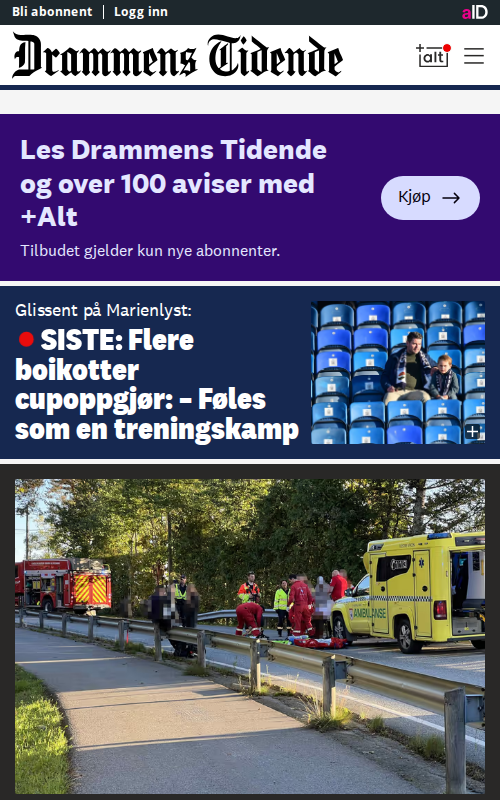 Bli abonnent
Logg inn
aID
Drammens Tidende
+alt
Les Drammens Tidende
og over 100 aviser med
+Alt
Tilbudet gjelder kun nye abonnenter.
Kjøp
Glissent på Marienlyst:
SISTE: Flere
boikotter
cupoppgjør: – Føles
som en treningskamp
AMBULANSE